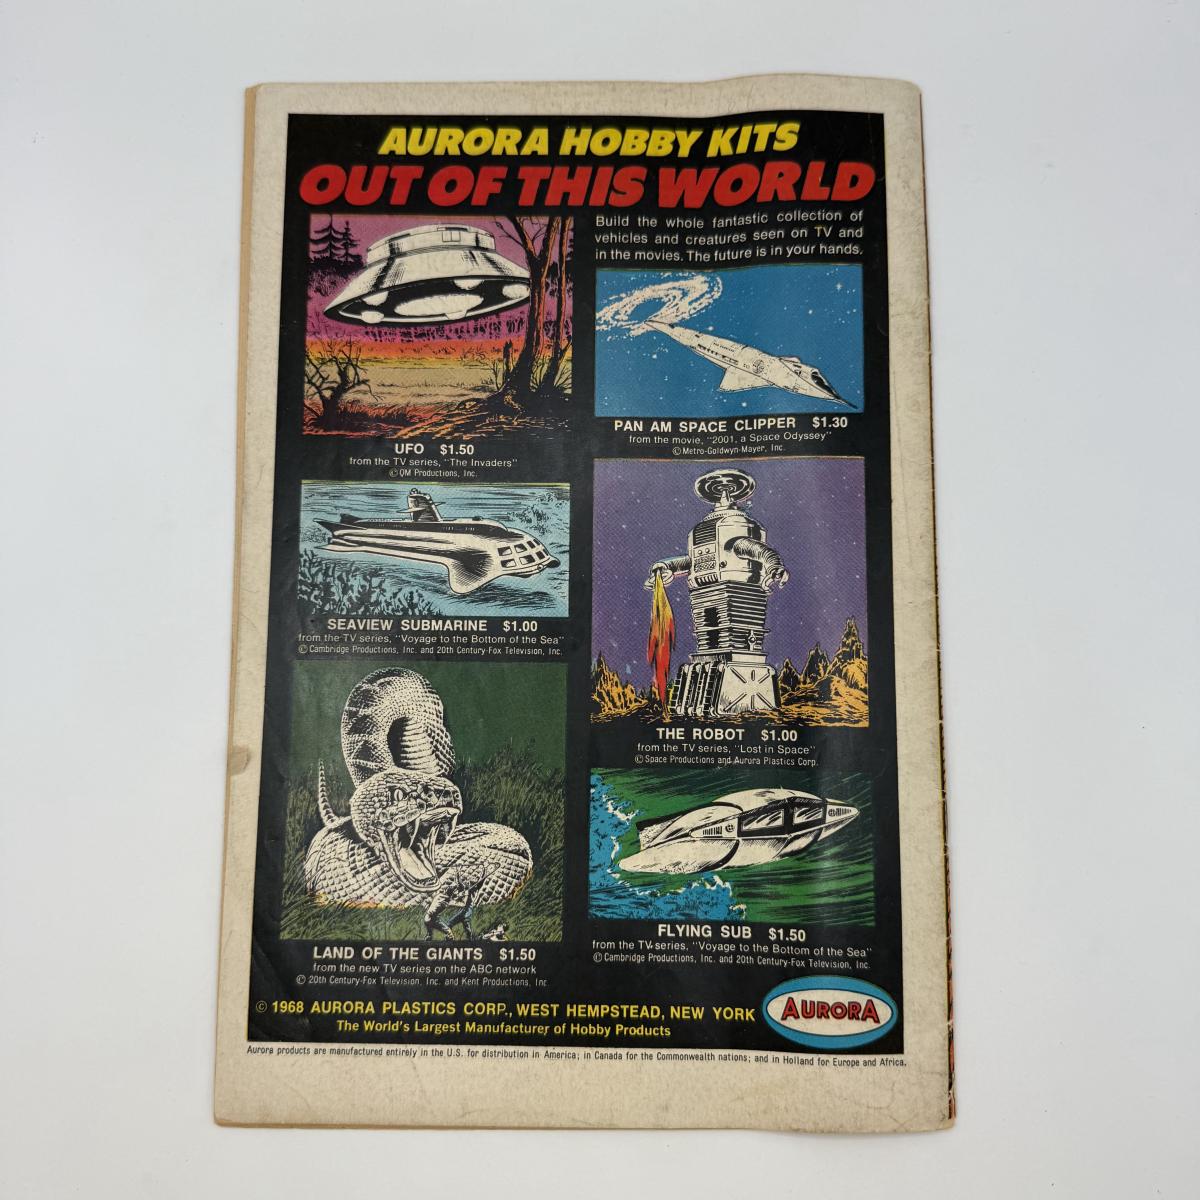 AURORA HOBBY KITS
OUT OF THIS WORLD
Build the whole fantastic collection of
vehicles and creatures seen on TV and
in the movies. The future is in your hands.
UFO $1.50
from the TV series, "The Invaders"
© QM Productions, Inc.
PAN AM SPACE CLIPPER $1.30
from the movie, "2001, a Space Odyssey"
© Metro-Goldwyn-Mayer, Inc.
SEAVIEW SUBMARINE $1.00
from the TV series, "Voyage to the Bottom of the Sea"
© Cambridge Productions, Inc. and 20th Century-Fox Television, Inc.
THE ROBOT $1.00
from the TV series, "Lost in Space"
© Space Productions and Aurora Plastics Corp.
LAND OF THE GIANTS $1.50
from the new TV series on the ABC network
© 20th Century-Fox Television, Inc. and Kent Productions, Inc.
FLYING SUB $1.50
from the TV series, "Voyage to the Bottom of the Sea"
© Cambridge Productions, Inc. and 20th Century-Fox Television, Inc.
© 1968 AURORA PLASTICS CORP., WEST HEMPSTEAD, NEW YORK
The World's Largest Manufacturer of Hobby Products
AURORA
Aurora products are manufactured entirely in the U.S. for distribution in America; in Canada for the Commonwealth nations; and in Holland for Europe and Africa.